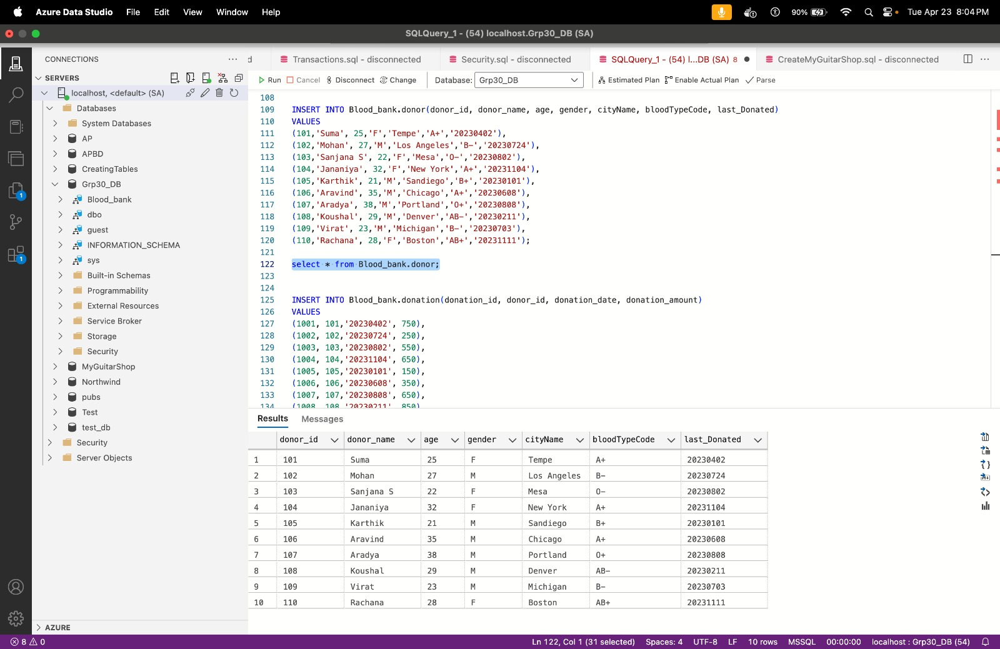 Azure Data Studio File Edit View Window Help 90% Tue Apr 23 8:04 PM
SQLQuery_1 - (54) localhost.Grp30_DB (SA)
CONNECTIONS
SERVERS
localhost, <default> (SA)
Databases
System Databases
AP
APBD
CreatingTables
Grp30_DB
Blood_bank
dbo
guest
INFORMATION_SCHEMA
sys
Built-in Schemas
Programmability
External Resources
Service Broker
Storage
Security
MyGuitarShop
Northwind
pubs
Test
test_db
Security
Server Objects
AZURE
1
1
d Transactions.sql - disconnected Security.sql - disconnected SQLQuery_1 - (54) l...DB (SA) 8 CreateMyGuitarShop.sql - disconnected
Run Cancel Disconnect Change Database: Grp30_DB Estimated Plan Enable Actual Plan Parse
108
109 INSERT INTO Blood_bank.donor(donor_id, donor_name, age, gender, cityName, bloodTypeCode, last_Donated)
110 VALUES
111 (101,'Suma', 25,'F','Tempe','A+','20230402'),
112 (102,'Mohan', 27,'M','Los Angeles','B-','20230724'),
113 (103,'Sanjana S', 22,'F','Mesa','O-','20230802'),
114 (104,'Jananiya', 32,'F','New York','A+','20231104'),
115 (105,'Karthik', 21,'M','Sandiego','B+','20230101'),
116 (106,'Aravind', 35,'M','Chicago','A+','20230608'),
117 (107,'Aradya', 38,'M','Portland','O+','20230808'),
118 (108,'Koushal', 29,'M','Denver','AB-','20230211'),
119 (109,'Virat', 23,'M','Michigan','B-','20230703'),
120 (110,'Rachana', 28,'F','Boston','AB+','20231111');
121
122 select * from Blood_bank.donor;
123
124
125 INSERT INTO Blood_bank.donation(donation_id, donor_id, donation_date, donation_amount)
126 VALUES
127 (1001, 101,'20230402', 750),
128 (1002, 102,'20230724', 250),
129 (1003, 103,'20230802', 550),
130 (1004, 104,'20231104', 650),
131 (1005, 105,'20230101', 150),
132 (1006, 106,'20230608', 350),
133 (1007, 107,'20230808', 650),
134 (1008, 108,'20230211', 850),
Results Messages
donor_id donor_name age gender cityName bloodTypeCode last_Donated
1 101 Suma 25 F Tempe A+ 20230402
2 102 Mohan 27 M Los Angeles B- 20230724
3 103 Sanjana S 22 F Mesa O- 20230802
4 104 Jananiya 32 F New York A+ 20231104
5 105 Karthik 21 M Sandiego B+ 20230101
6 106 Aravind 35 M Chicago A+ 20230608
7 107 Aradya 38 M Portland O+ 20230808
8 108 Koushal 29 M Denver AB- 20230211
9 109 Virat 23 M Michigan B- 20230703
10 110 Rachana 28 F Boston AB+ 20231111
8 0 Ln 122, Col 1 (31 selected) Spaces: 4 UTF-8 LF 10 rows MSSQL 00:00:00 localhost : Grp30_DB (54)